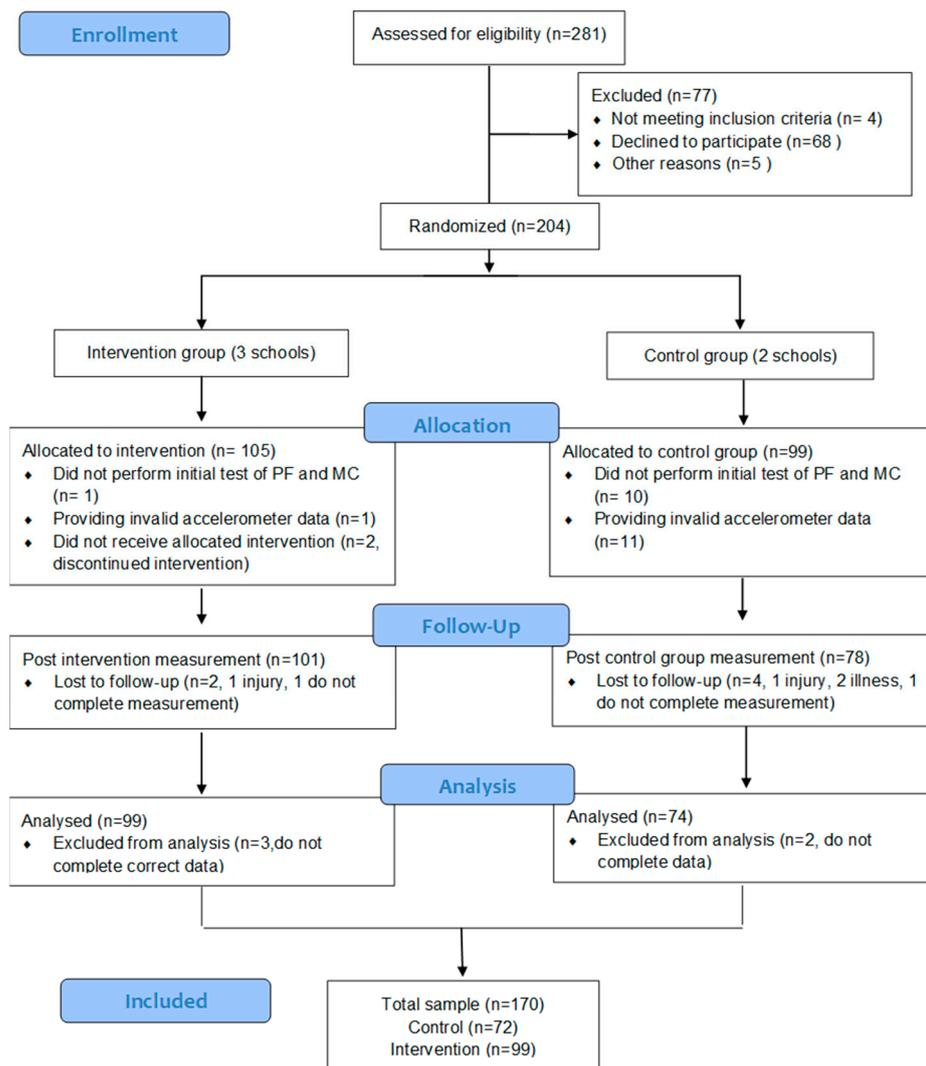 Enrollment
Assessed for eligibility (n=281)
Excluded (n=77)
♦ Not meeting inclusion criteria (n= 4)
♦ Declined to participate (n=68 )
♦ Other reasons (n=5 )
Randomized (n=204)
Intervention group (3 schools)
Control group (2 schools)
Allocation
Allocated to intervention (n= 105)
♦ Did not perform initial test of PF and MC
(n= 1)
♦ Providing invalid accelerometer data (n=1)
♦ Did not receive allocated intervention (n=2,
discontinued intervention)
Allocated to control group (n=99)
♦ Did not perform initial test of PF and MC
(n= 10)
♦ Providing invalid accelerometer data
(n=11)
Follow-Up
Post intervention measurement (n=101)
♦ Lost to follow-up (n=2, 1 injury, 1 do not
complete measurement)
Post control group measurement (n=78)
♦ Lost to follow-up (n=4, 1 injury, 2 illness, 1
do not complete measurement)
Analysis
Analysed (n=99)
♦ Excluded from analysis (n=3,do not
complete correct data)
Analysed (n=74)
♦ Excluded from analysis (n=2, do not
complete data)
Included
Total sample (n=170)
Control (n=72)
Intervention (n=99)